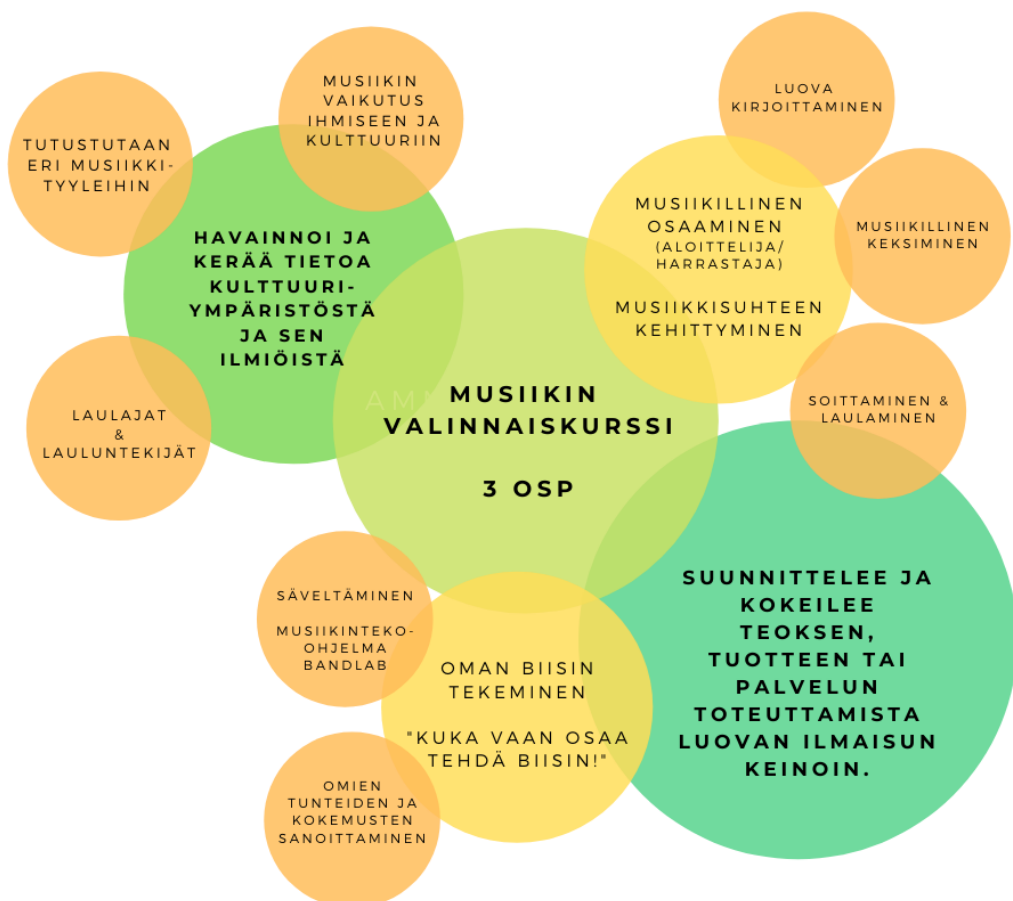 MUSIIKIN
VAIKUTUS
IHMISEEN JA
KULTTUURIIN
TUTUSTUTAAN
ERI MUSIIKKI-
TYYLEIHIN
HAVAINNOI JA
KERÄÄ TIETOA
KULTTUURI-
YMPÄRISTÖSTÄ
JA SEN
ILMIÖISTÄ
LAULAJAT
&
LAULUNTEKIJÄT
LUOVA
KIRJOITTAMINEN
MUSIIKILLINEN
OSAAMINEN
(ALOITTELIJA/
HARRASTAJA)
MUSIIKKISUHTEEN
KEHITTYMINEN
MUSIIKILLINEN
KEKSIMINEN
SOITTAMINEN &
LAULAMINEN
MUSIIKIN
VALINNAISKURSSI
3 OSP
SÄVELTÄMINEN
MUSIIKINTEKO-
OHJELMA
BANDLAB
OMAN BIISIN
TEKEMINEN
"KUKA VAAN OSAA
TEHDÄ BIISIN!"
OMIEN
TUNTEIDEN JA
KOKEMUSTEN
SANOITTAMINEN
SUUNNITTELEE JA
KOKEILEE
TEOKSEN,
TUOTTEEN TAI
PALVELUN
TOTEUTTAMISTA
LUOVAN ILMAISUN
KEINOIN.